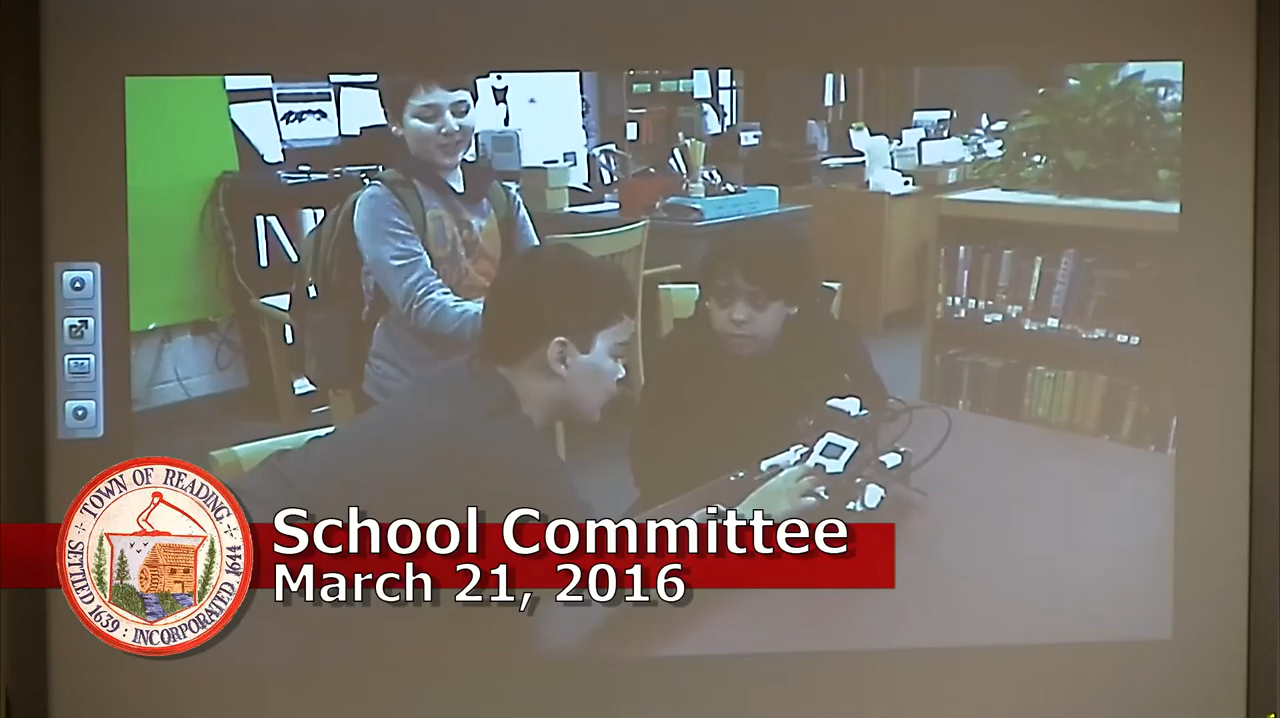 TOWN OF READING
SETTLED 1639 : INCORPORATED 1644
School Committee
March 21, 2016